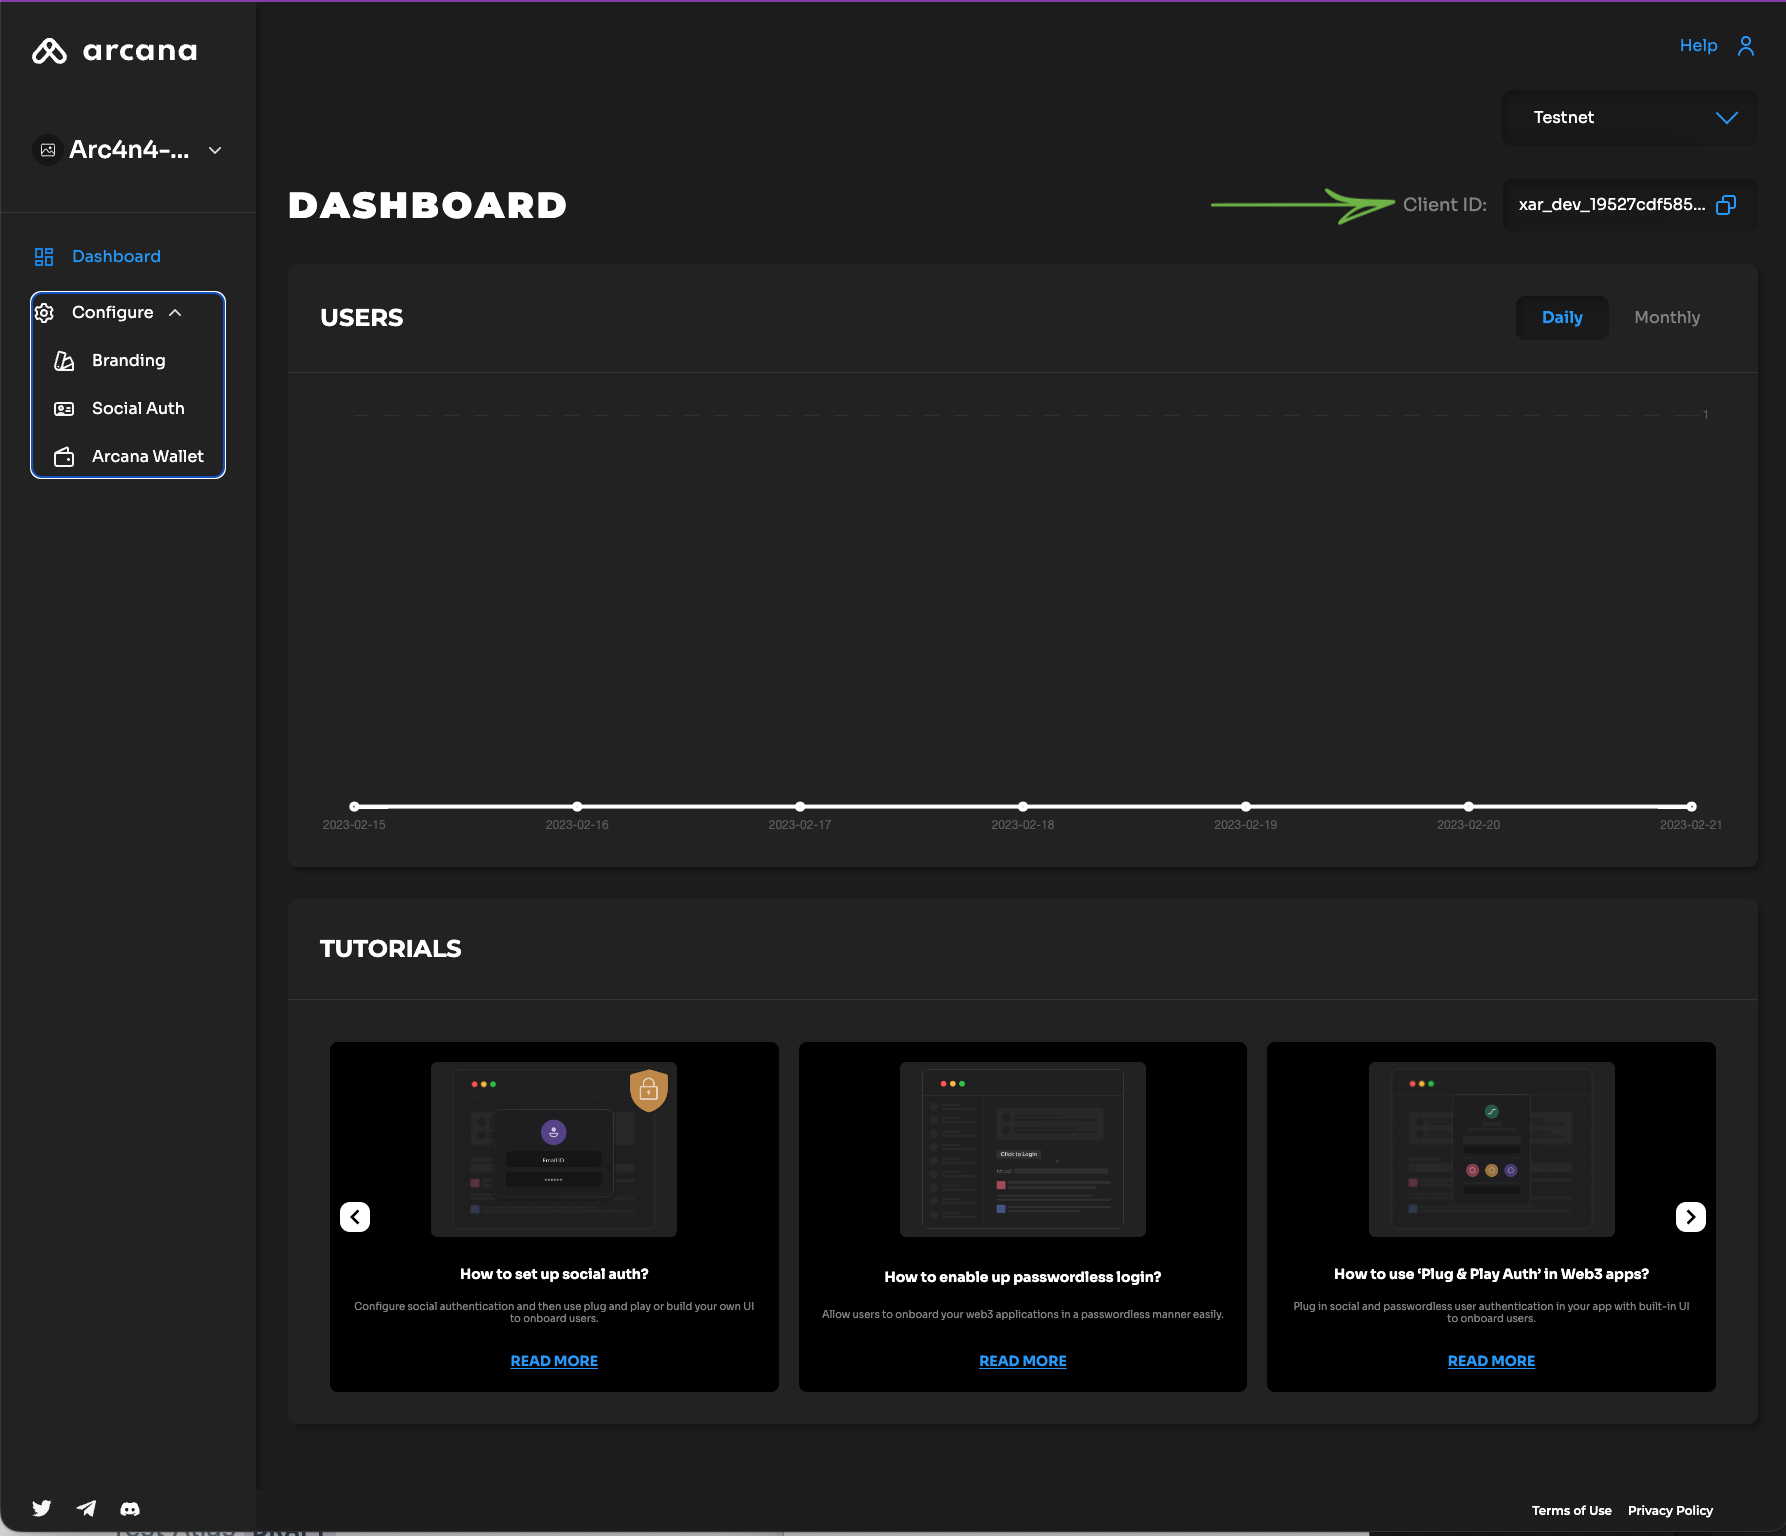 arcana
Help
Arc4n4-...
Testnet
DASHBOARD
Client ID:
xar_dev_19527cdf585...
Dashboard
Configure
Branding
Social Auth
Arcana Wallet
USERS
Daily
Monthly
1
2023-02-15
2023-02-16
2023-02-17
2023-02-18
2023-02-19
2023-02-20
2023-02-21
TUTORIALS
Email ID
******
Click to Login
How to set up social auth?
Configure social authentication and then use plug and play or build your own UI
to onboard users.
READ MORE
How to enable up passwordless login?
Allow users to onboard your web3 applications in a passwordless manner easily.
READ MORE
How to use ‘Plug & Play Auth’ in Web3 apps?
Plug in social and passwordless user authentication in your app with built-in UI
to onboard users.
READ MORE
Terms of Use
Privacy Policy